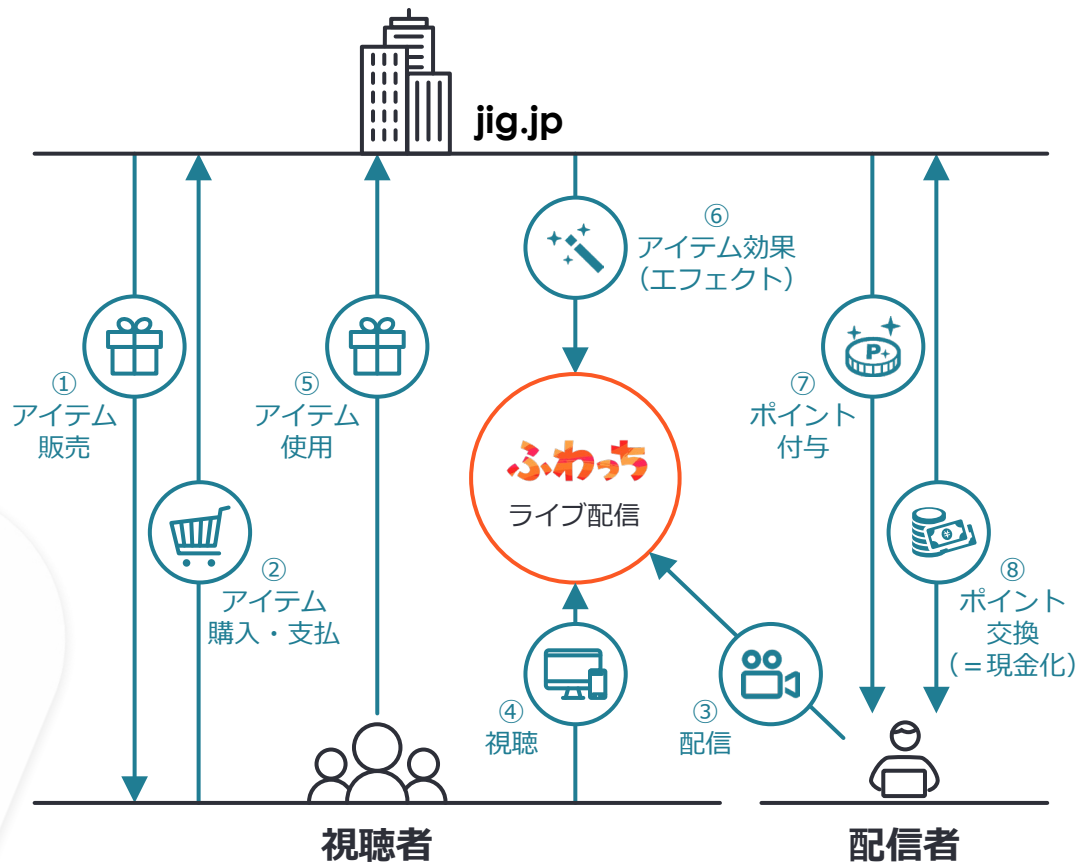 jig.jp
①
アイテム
販売
②
アイテム
購入・支払
⑤
アイテム
使用
⑥
アイテム効果
（エフェクト）
ふわっち
ライブ配信
④
視聴
③
配信
P
⑦
ポイント
付与
⑧
ポイント
交換
（＝現金化）
視聴者
配信者